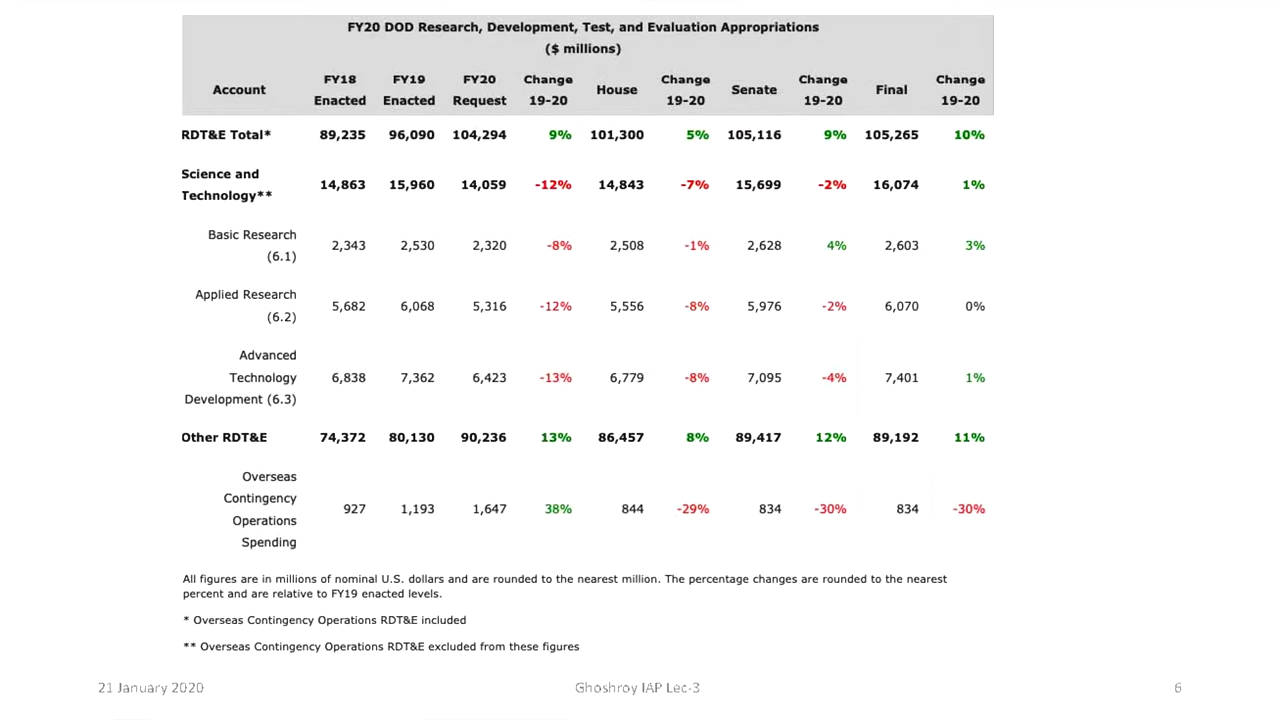 FY20 DOD Research, Development, Test, and Evaluation Appropriations
($ millions)
Account FY18 Enacted FY19 Enacted FY20 Request Change 19-20 House Change 19-20 Senate Change 19-20 Final Change 19-20
RDT&E Total* 89,235 96,090 104,294 9% 101,300 5% 105,116 9% 105,265 10%
Science and Technology** 14,863 15,960 14,059 -12% 14,843 -7% 15,699 -2% 16,074 1%
Basic Research (6.1) 2,343 2,530 2,320 -8% 2,508 -1% 2,628 4% 2,603 3%
Applied Research (6.2) 5,682 6,068 5,316 -12% 5,556 -8% 5,976 -2% 6,070 0%
Advanced Technology Development (6.3) 6,838 7,362 6,423 -13% 6,779 -8% 7,095 -4% 7,401 1%
Other RDT&E 74,372 80,130 90,236 13% 86,457 8% 89,417 12% 89,192 11%
Overseas Contingency Operations Spending 927 1,193 1,647 38% 844 -29% 834 -30% 834 -30%
All figures are in millions of nominal U.S. dollars and are rounded to the nearest million. The percentage changes are rounded to the nearest
percent and are relative to FY19 enacted levels.
* Overseas Contingency Operations RDT&E included
** Overseas Contingency Operations RDT&E excluded from these figures
21 January 2020 Ghoshroy IAP Lec-3 6